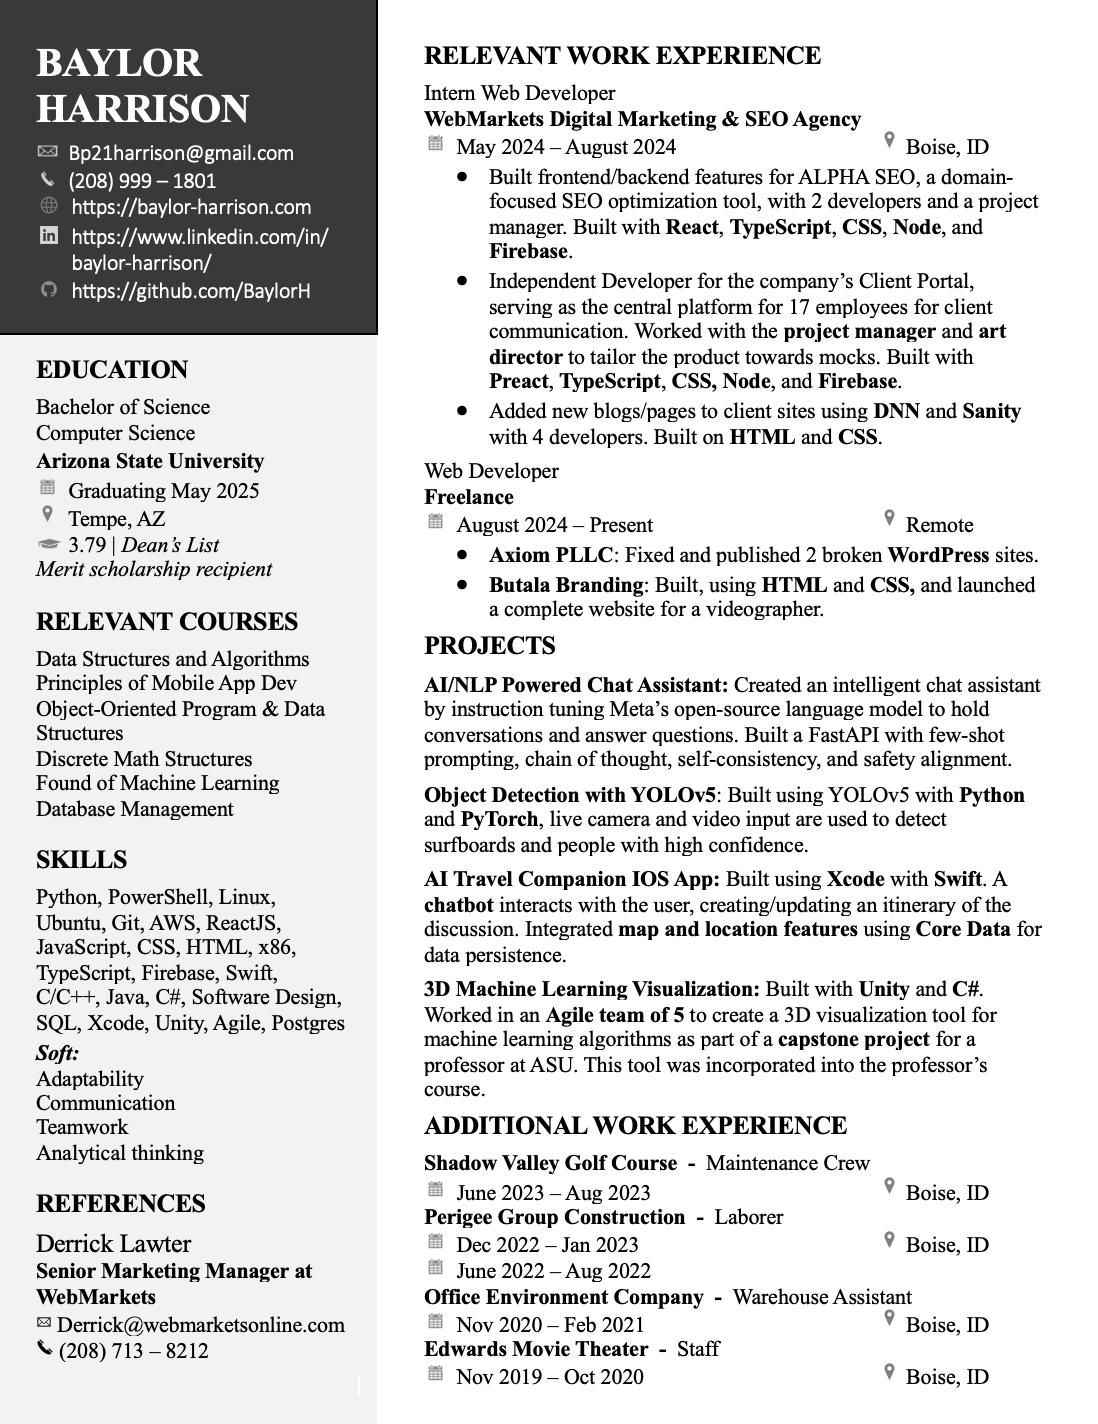 BAYLOR
HARRISON
Bp21harrison@gmail.com
(208) 999 – 1801
https://baylor-harrison.com
https://www.linkedin.com/in/
baylor-harrison/
https://github.com/BaylorH
EDUCATION
Bachelor of Science
Computer Science
Arizona State University
Graduating May 2025
Tempe, AZ
3.79 | Dean's List
Merit scholarship recipient
RELEVANT COURSES
Data Structures and Algorithms
Principles of Mobile App Dev
Object-Oriented Program & Data
Structures
Discrete Math Structures
Found of Machine Learning
Database Management
SKILLS
Python, PowerShell, Linux,
Ubuntu, Git, AWS, ReactJS,
JavaScript, CSS, HTML, x86,
TypeScript, Firebase, Swift,
C/C++, Java, C#, Software Design,
SQL, Xcode, Unity, Agile, Postgres
Soft:
Adaptability
Communication
Teamwork
Analytical thinking
REFERENCES
Derrick Lawter
Senior Marketing Manager at
WebMarkets
Derrick@webmarketsonline.com
(208) 713 – 8212
RELEVANT WORK EXPERIENCE
Intern Web Developer
WebMarkets Digital Marketing & SEO Agency
May 2024 – August 2024 Boise, ID
• Built frontend/backend features for ALPHA SEO, a domain-
focused SEO optimization tool, with 2 developers and a project
manager. Built with React, TypeScript, CSS, Node, and
Firebase.
• Independent Developer for the company's Client Portal,
serving as the central platform for 17 employees for client
communication. Worked with the project manager and art
director to tailor the product towards mocks. Built with
Preact, TypeScript, CSS, Node, and Firebase.
• Added new blogs/pages to client sites using DNN and Sanity
with 4 developers. Built on HTML and CSS.
Web Developer
Freelance
August 2024 – Present Remote
• Axiom PLLC: Fixed and published 2 broken WordPress sites.
• Butala Branding: Built, using HTML and CSS, and launched
a complete website for a videographer.
PROJECTS
AI/NLP Powered Chat Assistant: Created an intelligent chat assistant
by instruction tuning Meta's open-source language model to hold
conversations and answer questions. Built a FastAPI with few-shot
prompting, chain of thought, self-consistency, and safety alignment.
Object Detection with YOLOv5: Built using YOLOv5 with Python
and PyTorch, live camera and video input are used to detect
surfboards and people with high confidence.
AI Travel Companion IOS App: Built using Xcode with Swift. A
chatbot interacts with the user, creating/updating an itinerary of the
discussion. Integrated map and location features using Core Data for
data persistence.
3D Machine Learning Visualization: Built with Unity and C#.
Worked in an Agile team of 5 to create a 3D visualization tool for
machine learning algorithms as part of a capstone project for a
professor at ASU. This tool was incorporated into the professor's
course.
ADDITIONAL WORK EXPERIENCE
Shadow Valley Golf Course - Maintenance Crew
June 2023 – Aug 2023 Boise, ID
Perigee Group Construction - Laborer
Dec 2022 – Jan 2023 Boise, ID
June 2022 – Aug 2022
Office Environment Company - Warehouse Assistant
Nov 2020 – Feb 2021 Boise, ID
Edwards Movie Theater - Staff
Nov 2019 – Oct 2020 Boise, ID